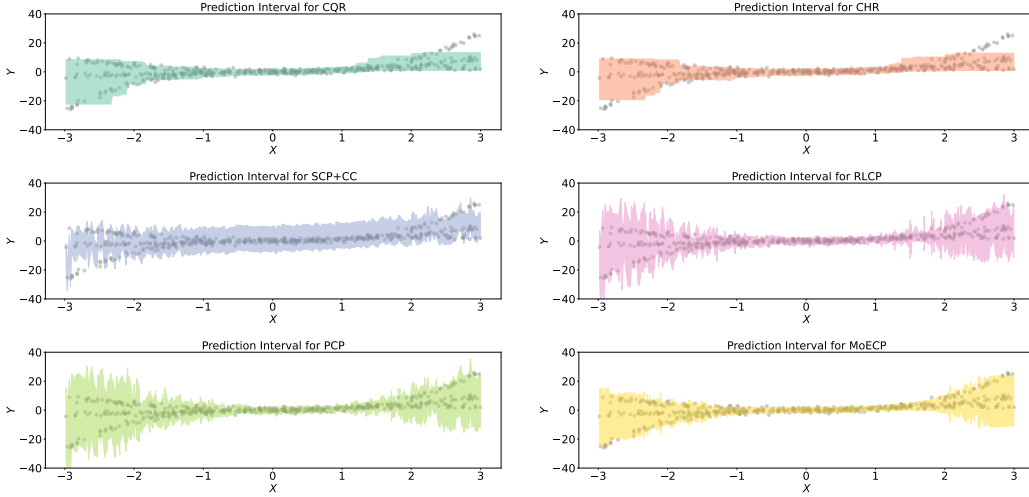 Prediction Interval for CQR
40
20
0
−20
−40
Y
−3 −2 −1 0 1 2 3
X
Prediction Interval for CHR
40
20
0
−20
−40
Y
−3 −2 −1 0 1 2 3
X
Prediction Interval for SCP+CC
40
20
0
−20
−40
Y
−3 −2 −1 0 1 2 3
X
Prediction Interval for RLCP
40
20
0
−20
−40
Y
−3 −2 −1 0 1 2 3
X
Prediction Interval for PCP
40
20
0
−20
−40
Y
−3 −2 −1 0 1 2 3
X
Prediction Interval for MoECP
40
20
0
−20
−40
Y
−3 −2 −1 0 1 2 3
X